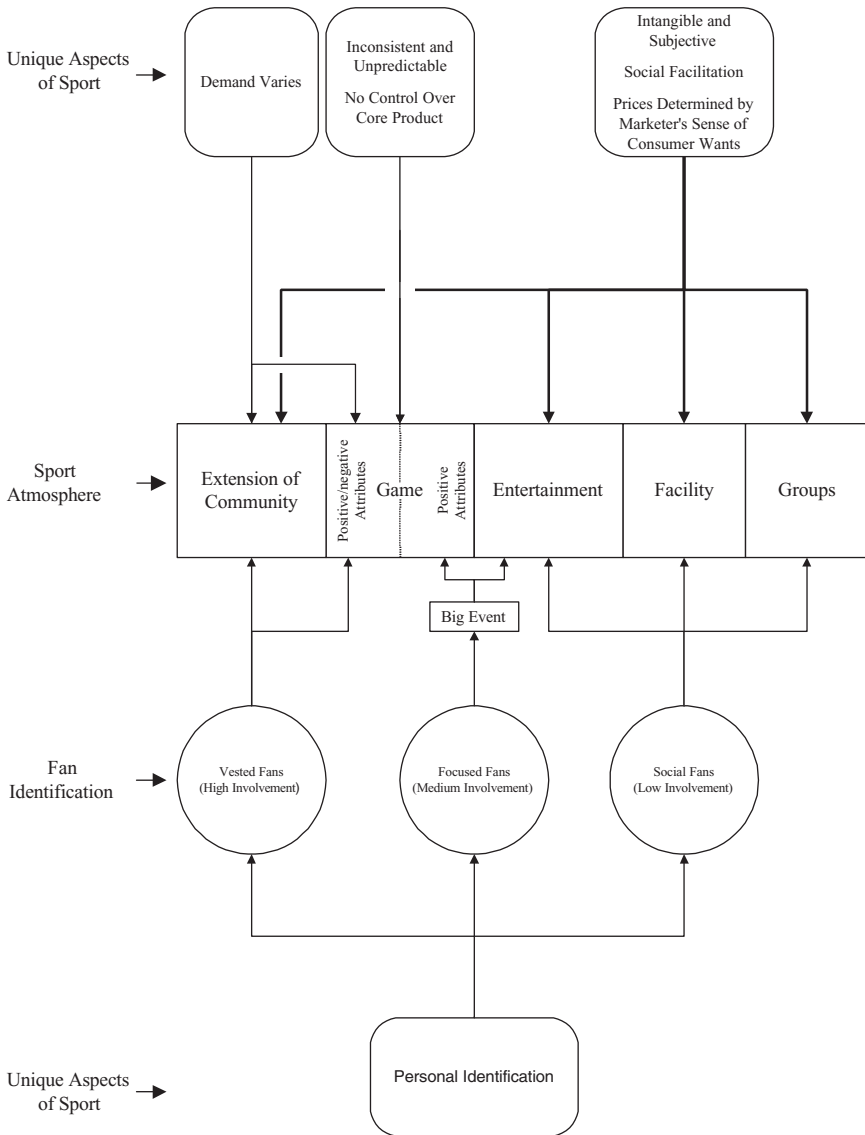 Unique Aspects
of Sport
Demand Varies
Inconsistent and
Unpredictable
No Control Over
Core Product
Intangible and
Subjective
Social Facilitation
Prices Determined by
Marketer's Sense of
Consumer Wants
Sport
Atmosphere
Extension of
Community
Positive/negative
Attributes
Game
Positive
Attributes
Entertainment
Facility
Groups
Big Event
Fan
Identification
Vested Fans
(High Involvement)
Focused Fans
(Medium Involvement)
Social Fans
(Low Involvement)
Unique Aspects
of Sport
Personal Identification